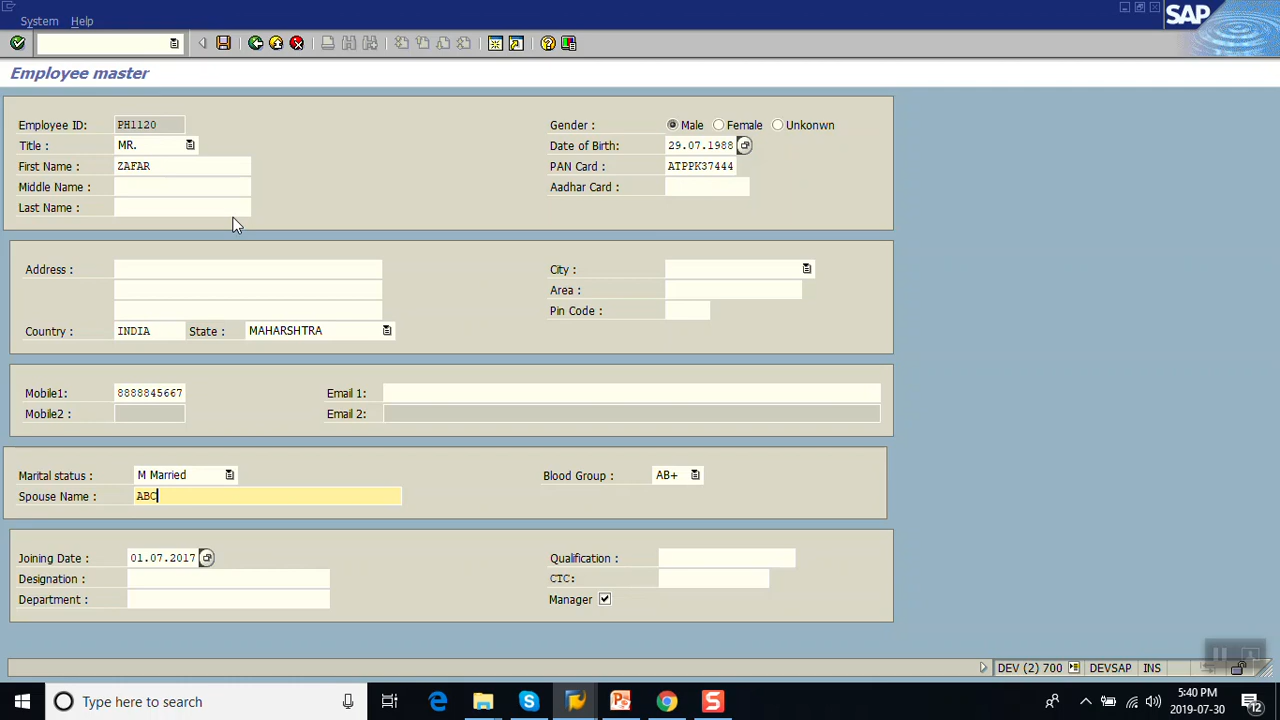 System Help
SAP
Employee master
Employee ID: PH1120
Title : MR.
First Name : ZAFAR
Middle Name :
Last Name :
Gender : Male Female Unkonwn
Date of Birth: 29.07.1988
PAN Card : ATPPK37444
Aadhar Card :
Address :
Country : INDIA State : MAHARSHTRA
City :
Area :
Pin Code :
Mobile1: 8888845667 Email 1:
Mobile2 : Email 2:
Marital status : M Married Blood Group : AB+
Spouse Name : ABC
Joining Date : 01.07.2017
Designation :
Department :
Qualification :
CTC:
Manager
DEV (2) 700 DEVSAP INS
Type here to search
5:40 PM
2019-07-30
12